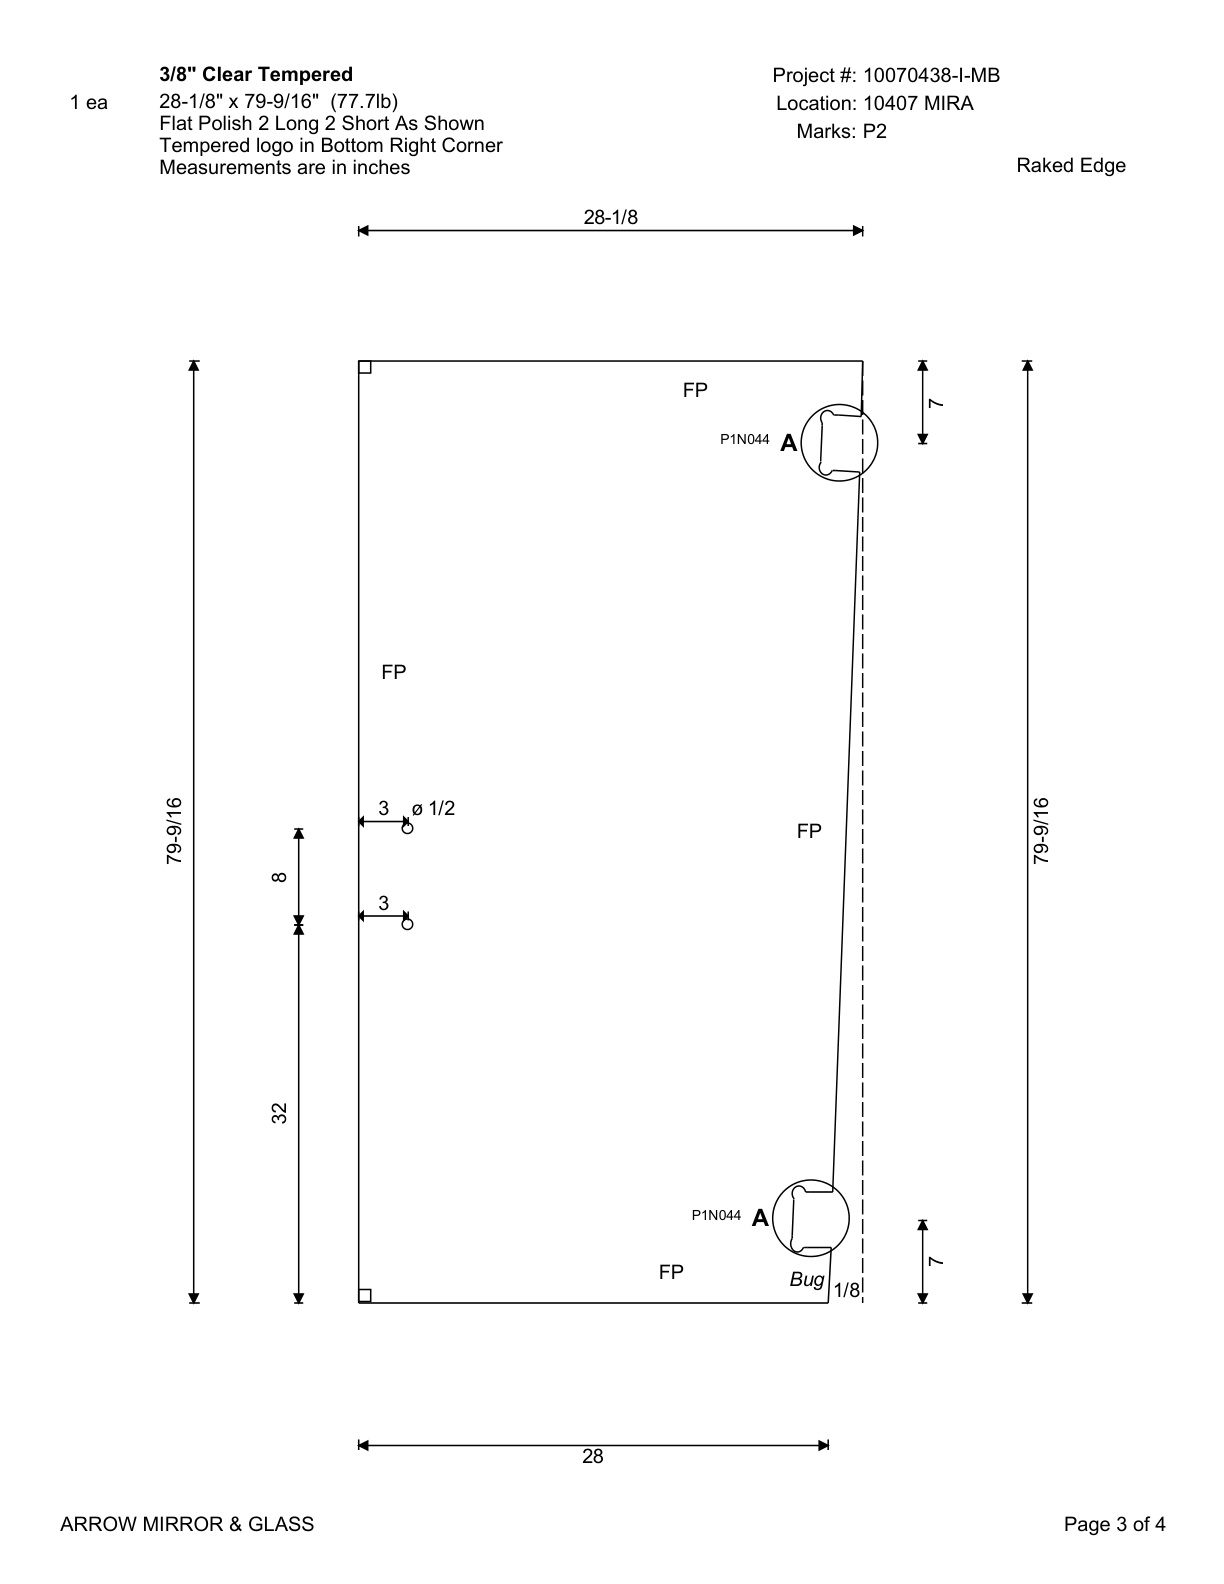 3/8" Clear Tempered
1 ea
28-1/8" x 79-9/16"  (77.7lb)
Flat Polish 2 Long 2 Short As Shown
Tempered logo in Bottom Right Corner
Measurements are in inches
Project #: 10070438-I-MB
Location: 10407 MIRA
Marks: P2
Raked Edge
28-1/8
FP
7
P1N044 A
FP
79-9/16
3 ø 1/2
79-9/16
FP
8
3
32
P1N044 A
7
FP
Bug
1/8
28
ARROW MIRROR & GLASS
Page 3 of 4